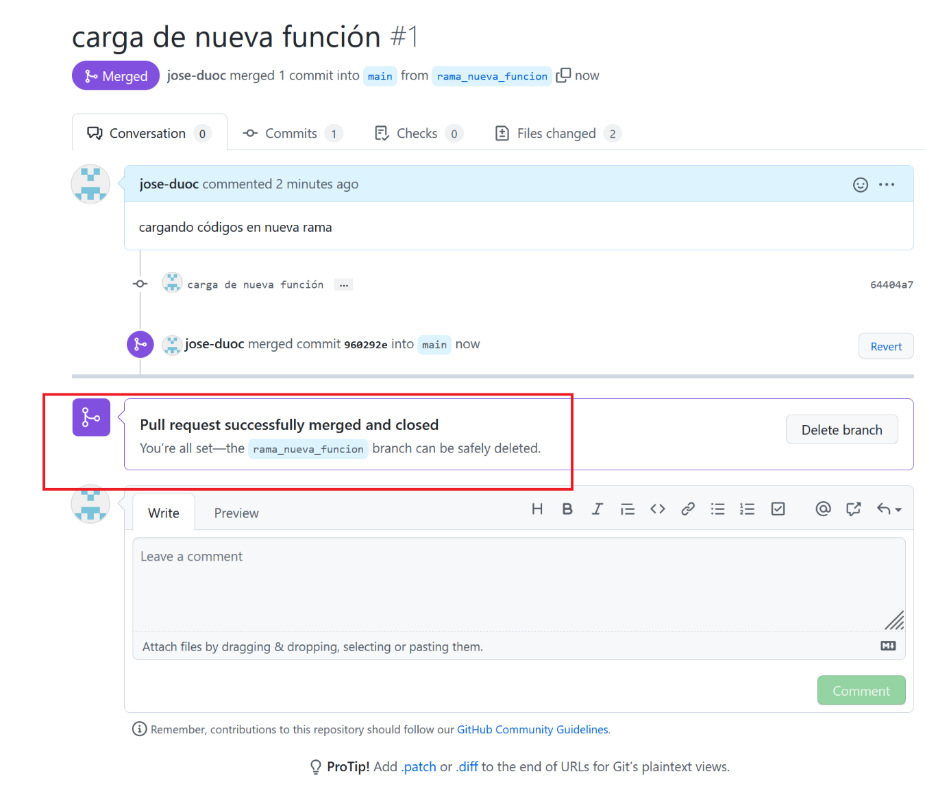 carga de nueva función #1
Merged jose-duoc merged 1 commit into main from rama_nueva_funcion now
Conversation 0 Commits 1 Checks 0 Files changed 2
jose-duoc commented 2 minutes ago
cargando códigos en nueva rama
carga de nueva función ... 64404a7
jose-duoc merged commit 960292e into main now Revert
Pull request successfully merged and closed
You're all set—the rama_nueva_funcion branch can be safely deleted. Delete branch
Write Preview
Leave a comment
Attach files by dragging & dropping, selecting or pasting them.
Comment
Remember, contributions to this repository should follow our GitHub Community Guidelines.
ProTip! Add .patch or .diff to the end of URLs for Git's plaintext views.